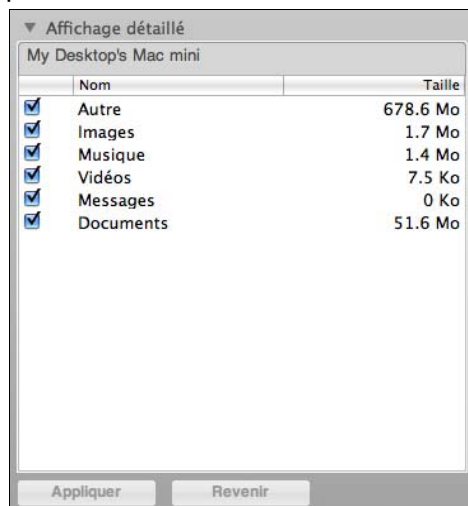 Affichage détaillé
My Desktop's Mac mini
Nom Taille
Autre 678.6 Mo
Images 1.7 Mo
Musique 1.4 Mo
Vidéos 7.5 Ko
Messages 0 Ko
Documents 51.6 Mo
Appliquer Revenir